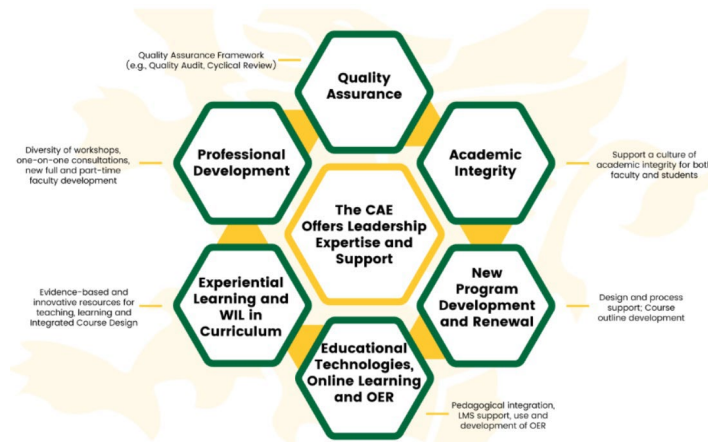 Quality Assurance Framework
(e.g., Quality Audit, Cyclical Review)
Quality
Assurance
Diversity of workshops,
one-on-one consultations,
new full and part-time
faculty development
Professional
Development
Academic
Integrity
Support a culture of
academic integrity for both
faculty and students
The CAE
Offers Leadership
Expertise and
Support
Evidence-based and
innovative resources for
teaching, learning and
Integrated Course Design
Experiential
Learning and
WIL in
Curriculum
New
Program
Development
and Renewal
Design and process
support; Course
outline development
Educational
Technologies,
Online Learning
and OER
Pedagogical integration,
LMS support, use and
development of OER